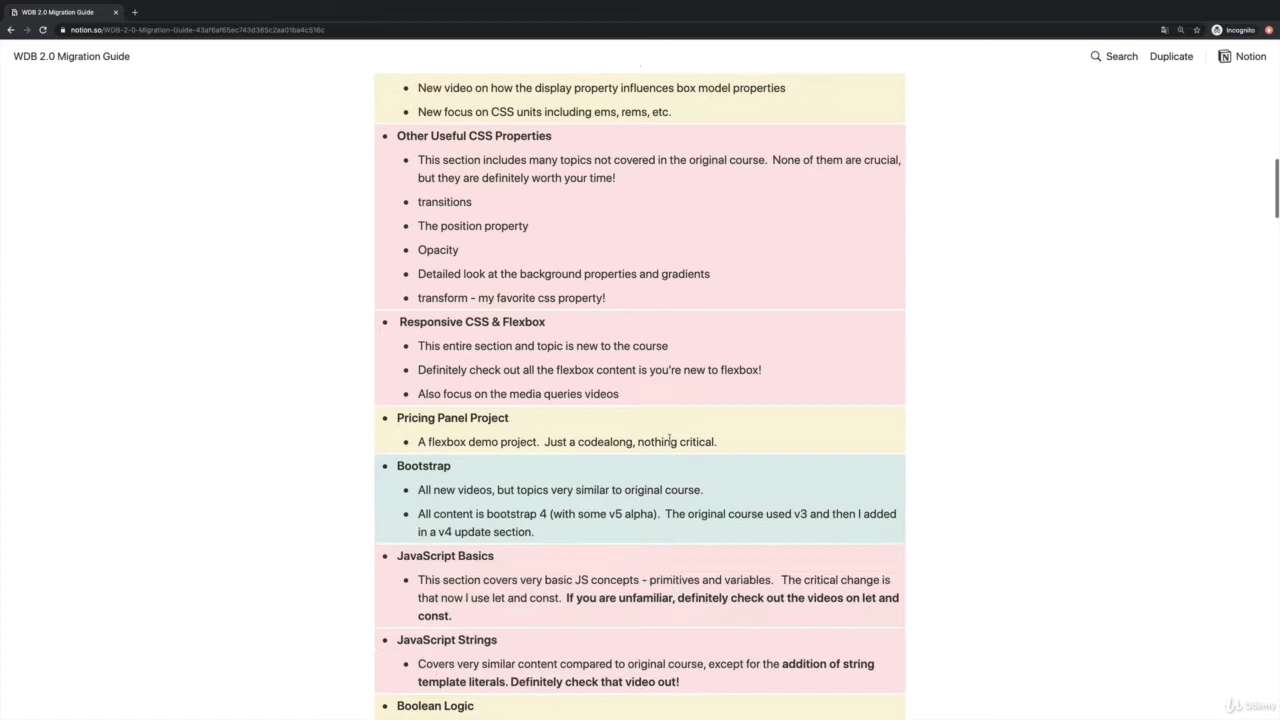 WDB 2.0 Migration Guide
notion.so/WDB-2-0-Migration-Guide-43af6af65ec743d385c2aa01ba4c516c
Incognito
WDB 2.0 Migration Guide
Search
Duplicate
Notion
New video on how the display property influences box model properties
New focus on CSS units including ems, rems, etc.
Other Useful CSS Properties
This section includes many topics not covered in the original course. None of them are crucial,
but they are definitely worth your time!
transitions
The position property
Opacity
Detailed look at the background properties and gradients
transform - my favorite css property!
Responsive CSS & Flexbox
This entire section and topic is new to the course
Definitely check out all the flexbox content is you're new to flexbox!
Also focus on the media queries videos
Pricing Panel Project
A flexbox demo project. Just a codealong, nothing critical.
Bootstrap
All new videos, but topics very similar to original course.
All content is bootstrap 4 (with some v5 alpha). The original course used v3 and then I added
in a v4 update section.
JavaScript Basics
This section covers very basic JS concepts - primitives and variables. The critical change is
that now I use let and const. If you are unfamiliar, definitely check out the videos on let and
const.
JavaScript Strings
Covers very similar content compared to original course, except for the addition of string
template literals. Definitely check that video out!
Boolean Logic
Udemy